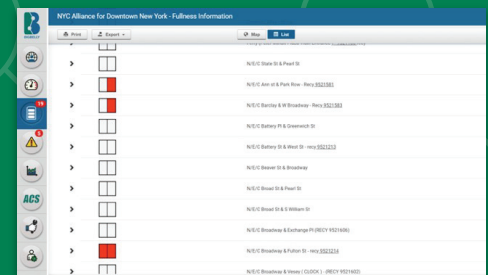 BIGBELLY
NYC Alliance for Downtown New York - Fullness Information
Print
Export
Map
List
N/E/C State St & Pearl St
N/E/C Ann st & Park Row - Recy 9521581
19
N/E/C Barclay & W Broadway - Recy 9521583
N/E/C Battery Pl & Greenwich St
3
N/E/C Battery St & West St - recy 9521213
N/E/C Beaver St & Broadway
N/E/C Broad St & Pearl St
ACS
N/E/C Broad St & S William St
N/E/C Broadway & Exchange Pl (RECY 9521606)
N/E/C Broadway & Fulton St - recy 9521214
N/E/C Broadway & Vesey ( CLOCK ) - (RECY 9521602)